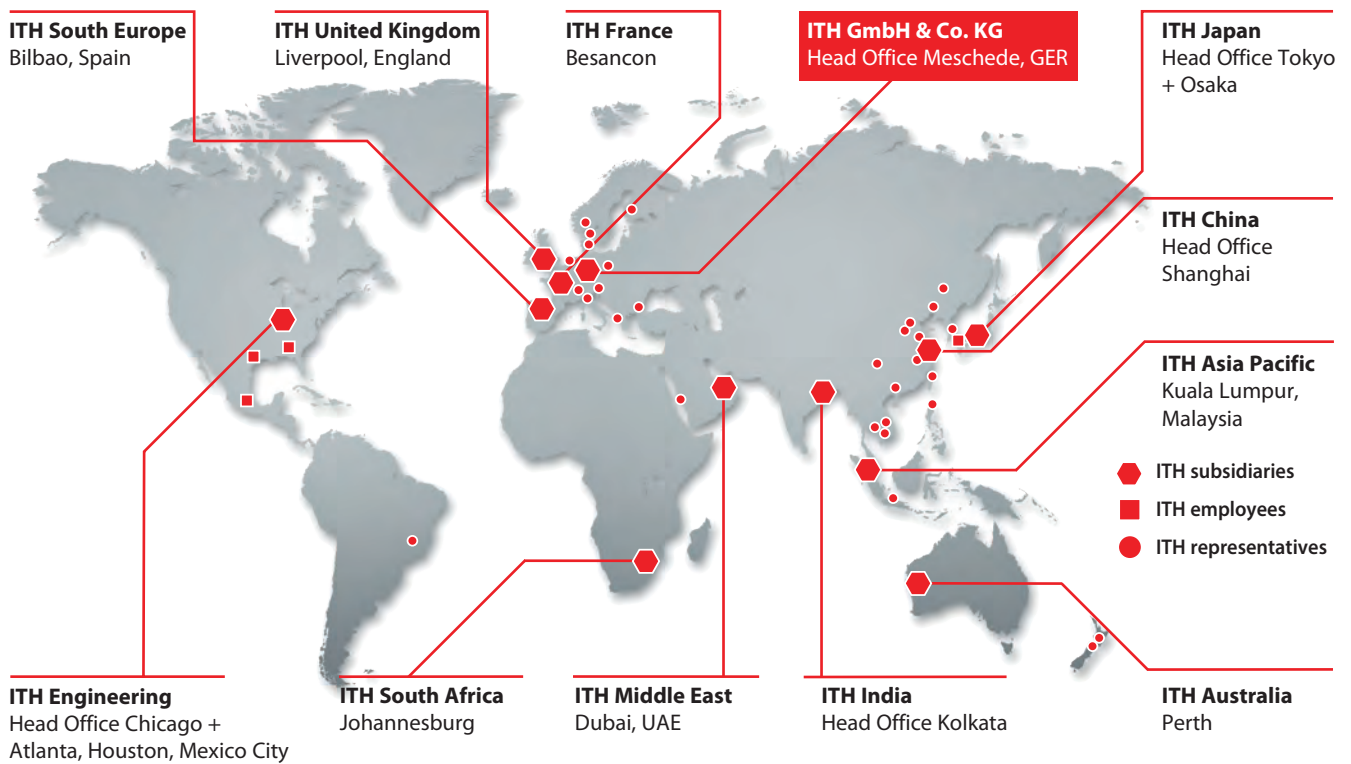 ITH South Europe
Bilbao, Spain
ITH United Kingdom
Liverpool, England
ITH France
Besancon
ITH GmbH & Co. KG
Head Office Meschede, GER
ITH Japan
Head Office Tokyo
+ Osaka
ITH China
Head Office
Shanghai
ITH Asia Pacific
Kuala Lumpur,
Malaysia
ITH subsidiaries
ITH employees
ITH representatives
ITH Engineering
Head Office Chicago +
Atlanta, Houston, Mexico City
ITH South Africa
Johannesburg
ITH Middle East
Dubai, UAE
ITH India
Head Office Kolkata
ITH Australia
Perth